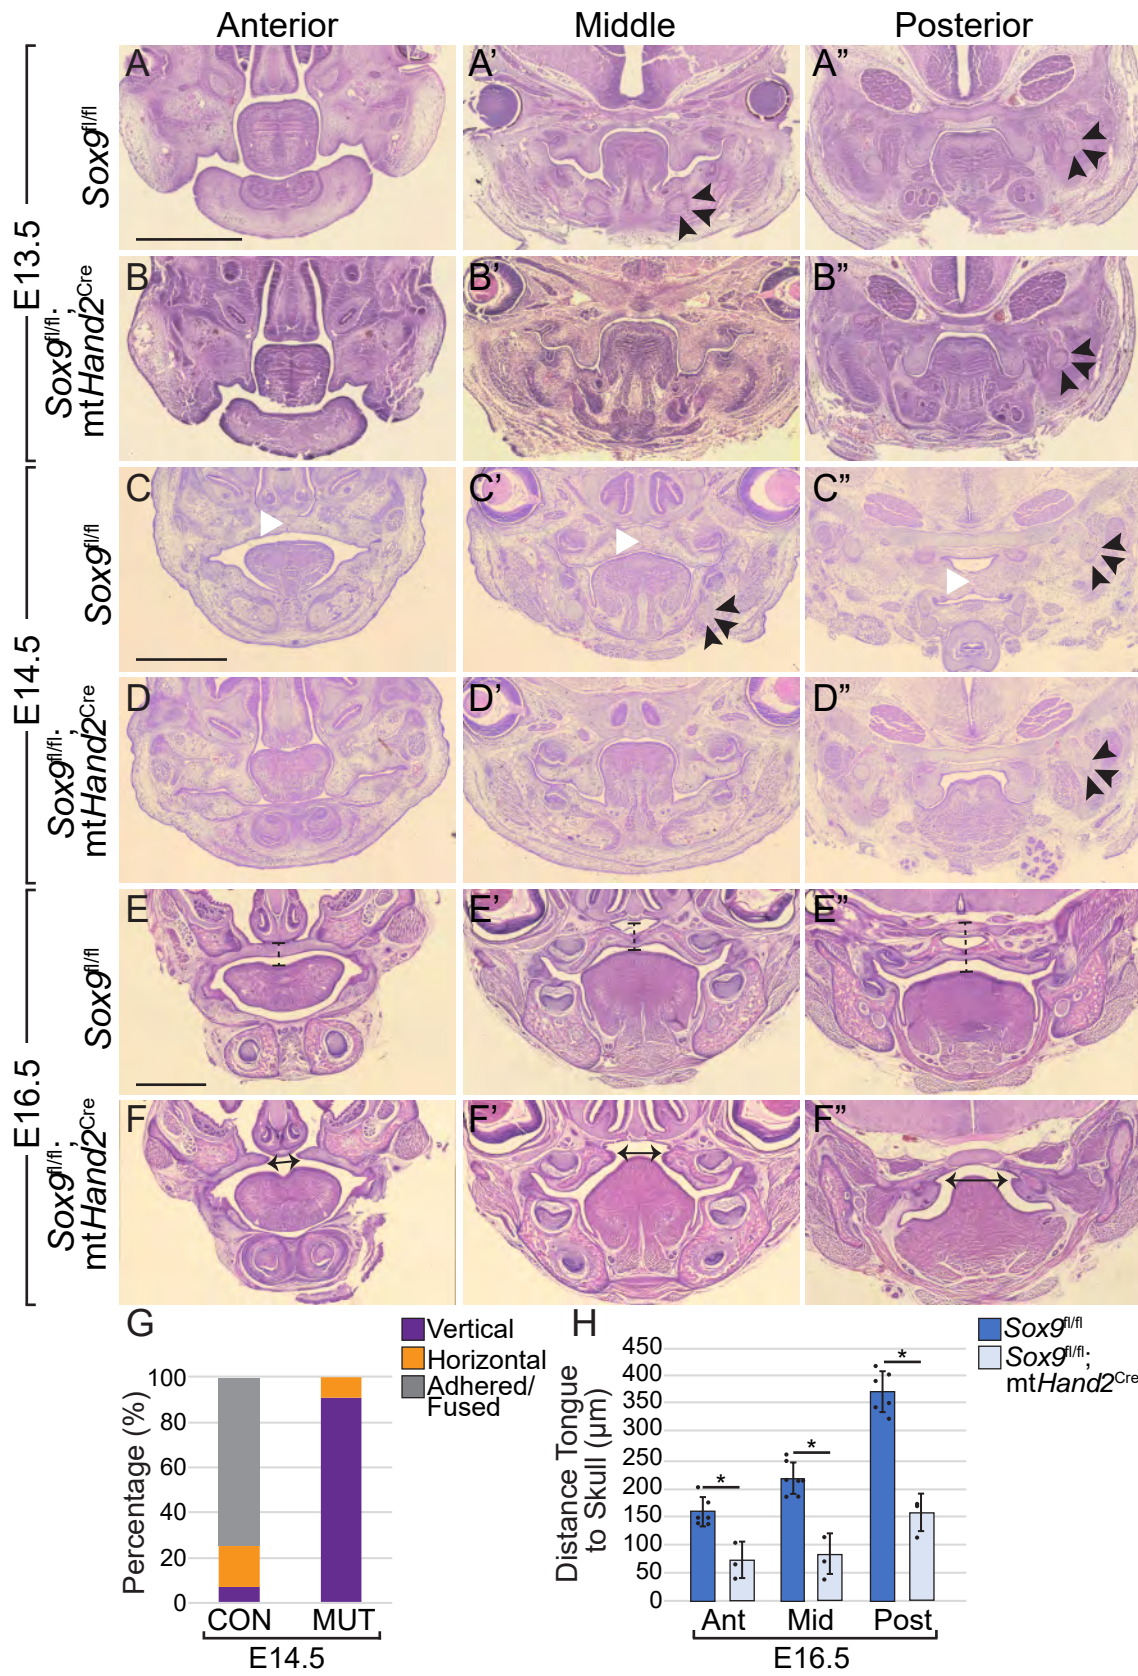 Anterior Middle Posterior
E13.5
Sox9fl/fl
A A' A"
Sox9fl/fl;
mtHand2Cre
B B' B"
E14.5
Sox9fl/fl
C C' C"
Sox9fl/fl;
mtHand2Cre
D D' D"
E16.5
Sox9fl/fl
E E' E"
Sox9fl/fl;
mtHand2Cre
F F' F"
G
Vertical
Horizontal
Adhered/
Fused
Percentage (%)
100
80
60
40
20
0
CON MUT
E14.5
H
Sox9fl/fl
Sox9fl/fl;
mtHand2Cre
Distance Tongue
to Skull (µm)
450
400
350
300
250
200
150
100
50
0
* * *
Ant Mid Post
E16.5